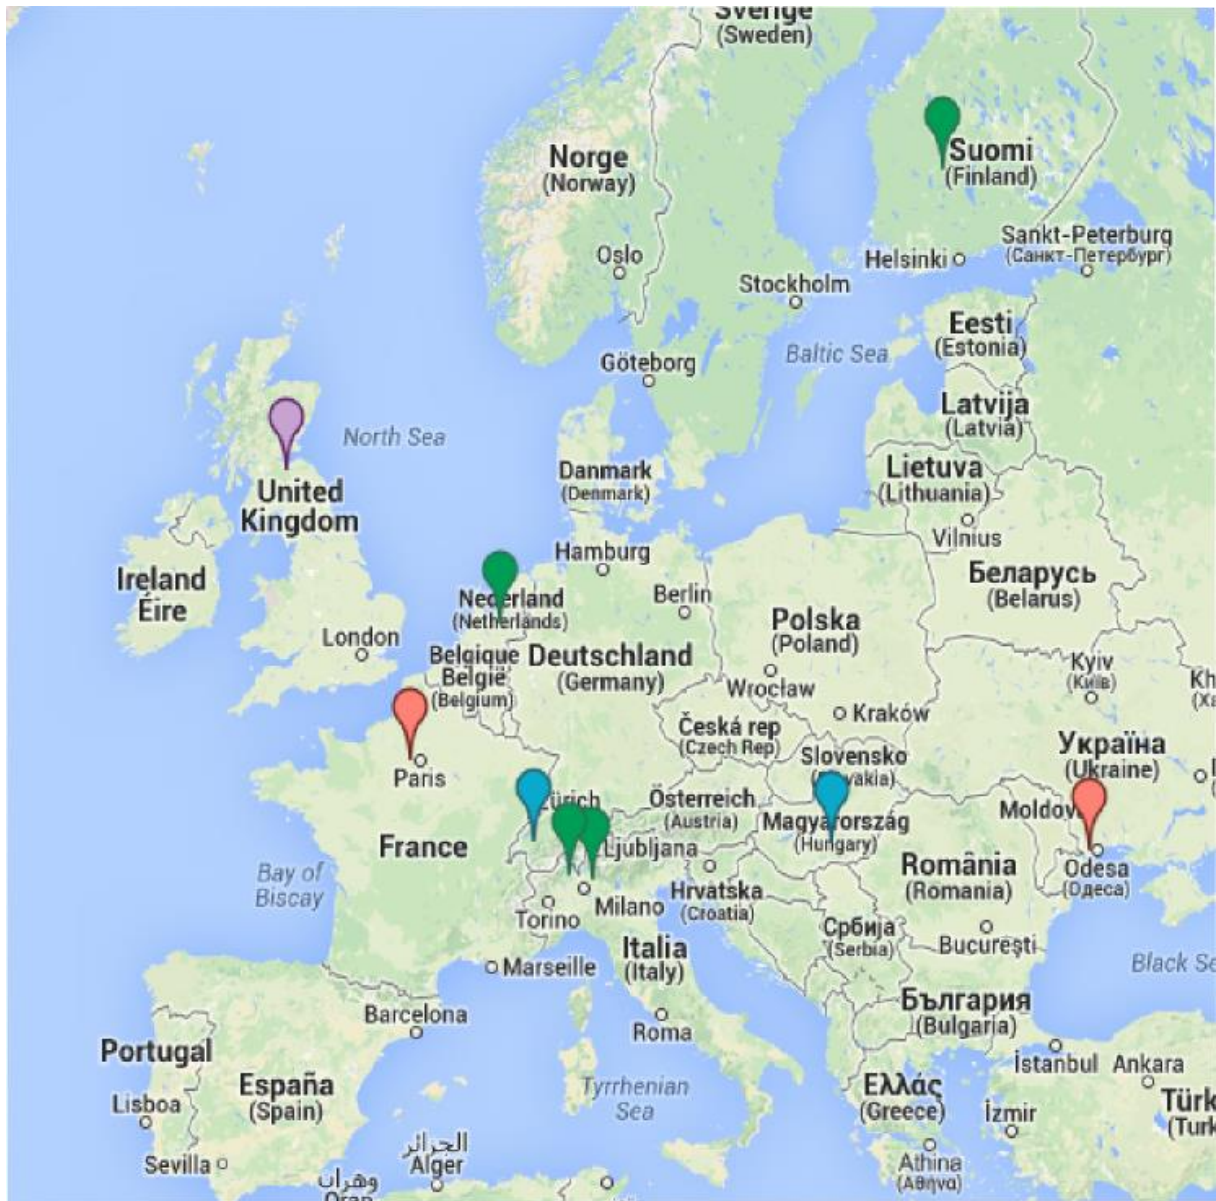 Sverige
(Sweden)
Suomi
(Finland)
Norge
(Norway)
Sankt-Peterburg
(Санкт-Петербург)
Oslo
Helsinki
Stockholm
Eesti
(Estonia)
Baltic Sea
Göteborg
Latvija
(Latvia)
North Sea
Danmark
(Denmark)
Lietuva
(Lithuania)
United
Kingdom
Vilnius
Hamburg
Ireland
Éire
Беларусь
(Belarus)
Berlin
Nederland
(Netherlands)
Polska
(Poland)
London
Belgique
België
(Belgium)
Deutschland
(Germany)
Kyiv
(Київ)
Kh
(Ха
Wrocław
Kraków
Česká rep
(Czech Rep)
Slovensko
Україна
(Ukraine)
Paris
Zürich
Österreich
(Austria)
Magyarország
(Hungary)
France
Ljubljana
România
(Romania)
Odesa
(Одеса)
Bay of
Biscay
Torino
Milano
Hrvatska
(Croatia)
Србија
(Serbia)
București
Italia
(Italy)
Marseille
Black Se
България
(Bulgaria)
Barcelona
Roma
Portugal
İstanbul
Ankara
España
(Spain)
Lisboa
Tyrrhenian
Sea
Ελλάς
(Greece)
İzmir
Türk
(Turk
الجزائر
Alger
Sevilla
وهران
Athina
(Αθήνα)